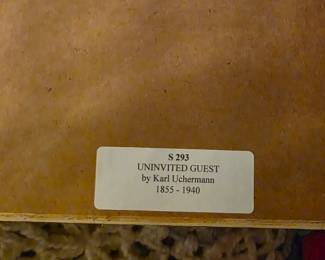 S 293
UNINVITED GUEST
by Karl Uchermann
1855 - 1940